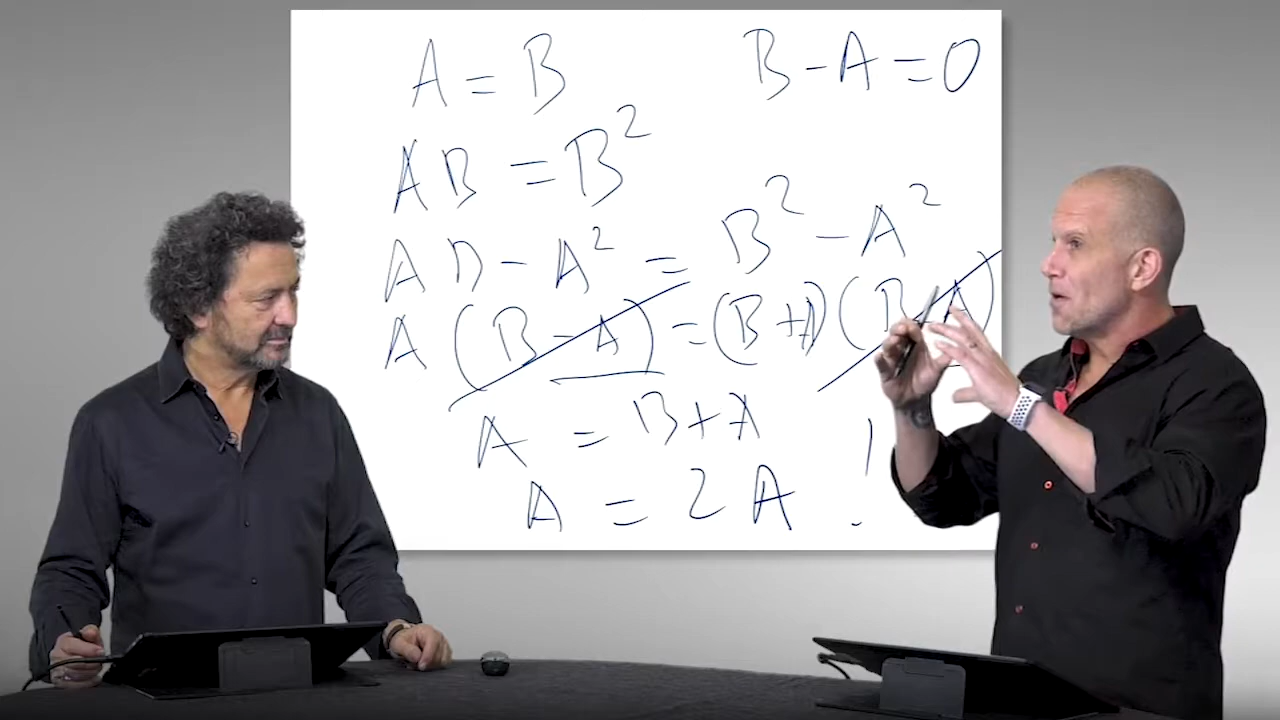 A = B
B - A = 0
AB = B²
AB - A² = B² - A²
A (B - A) = (B + A) (B - A)
A = B + A
A = 2A !